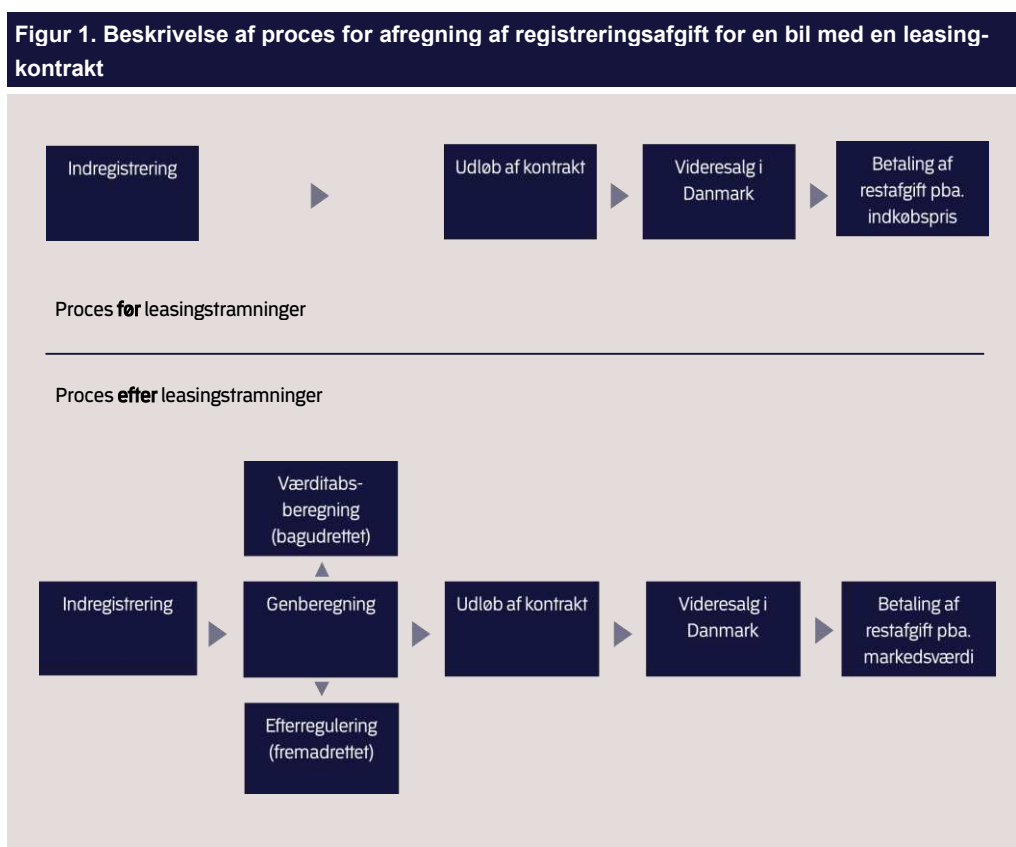 Figur 1. Beskrivelse af proces for afregning af registreringsafgift for en bil med en leasing-
kontrakt
Indregistrering
Udløb af kontrakt
Videresalg i
Danmark
Betaling af
restafgift pba.
indkøbspris
Proces før leasingstramninger
Proces efter leasingstramninger
Værditabs-
beregning
(bagudrettet)
Indregistrering
Genberegning
Udløb af kontrakt
Videresalg i
Danmark
Betaling af
restafgift pba.
markedsværdi
Efterregulering
(fremadrettet)